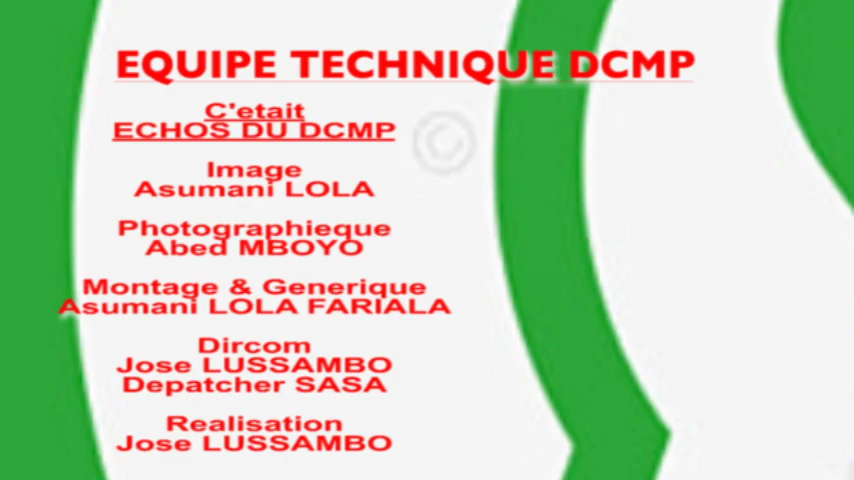 EQUIPE TECHNIQUE DCMP
C'etait
ECHOS DU DCMP
Image
Asumani LOLA
Photographieque
Abed MBOYO
Montage & Generique
Asumani LOLA FARIALA
Dircom
Jose LUSSAMBO
Depatcher SASA
Realisation
Jose LUSSAMBO
©